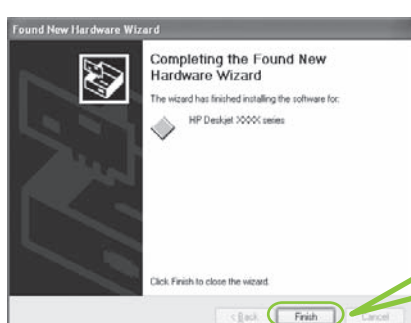 Found New Hardware Wizard
Completing the Found New
Hardware Wizard
The wizard has finished installing the software for:
HP Deskjet XXXX series
Click Finish to close the wizard.
< Back
Finish
Cancel